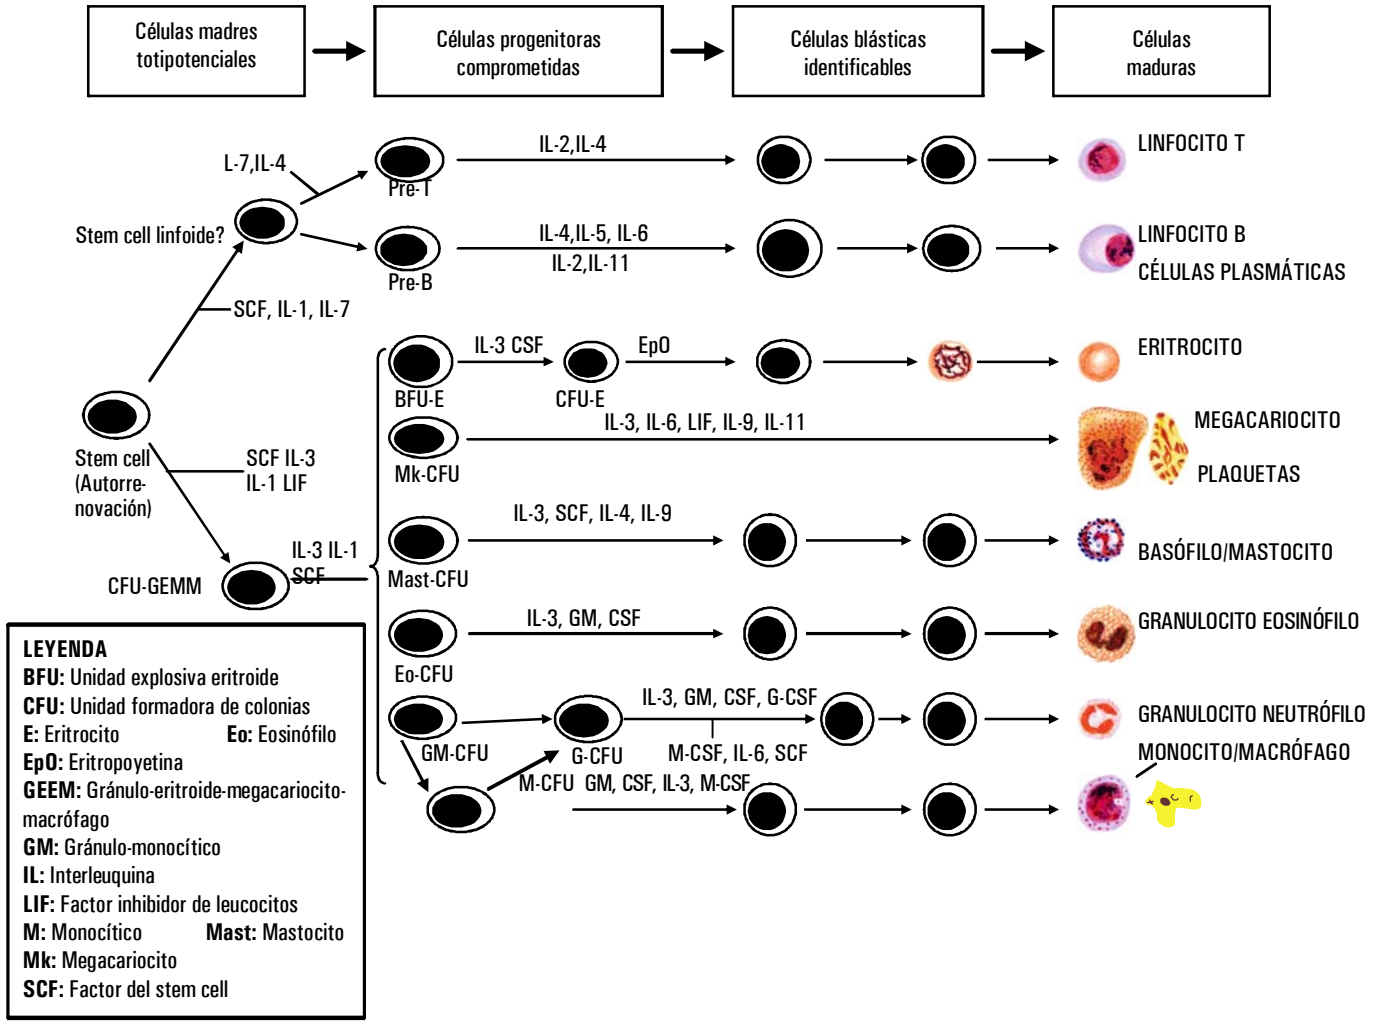 Células madres
totipotenciales
Células progenitoras
comprometidas
Células blásticas
identificables
Células
maduras
L-7,IL-4
Pre-T
IL-2,IL-4
LINFOCITO T
Stem cell linfoide?
Pre-B
IL-4,IL-5, IL-6
IL-2,IL-11
LINFOCITO B
CÉLULAS PLASMÁTICAS
SCF, IL-1, IL-7
BFU-E
IL-3 CSF
CFU-E
EpO
ERITROCITO
Stem cell
(Autorre-
novación)
SCF IL-3
IL-1 LIF
Mk-CFU
IL-3, IL-6, LIF, IL-9, IL-11
MEGACARIOCITO
PLAQUETAS
CFU-GEMM
IL-3 IL-1
SCF
Mast-CFU
IL-3, SCF, IL-4, IL-9
BASÓFILO/MASTOCITO
Eo-CFU
IL-3, GM, CSF
GRANULOCITO EOSINÓFILO
GM-CFU
G-CFU
IL-3, GM, CSF, G-CSF
M-CSF, IL-6, SCF
GRANULOCITO NEUTRÓFILO
MONOCITO/MACRÓFAGO
M-CFU GM, CSF, IL-3, M-CSF
LEYENDA
BFU: Unidad explosiva eritroide
CFU: Unidad formadora de colonias
E: Eritrocito Eo: Eosinófilo
EpO: Eritropoyetina
GEEM: Gránulo-eritroide-megacariocito-
macrófago
GM: Gránulo-monocítico
IL: Interleuquina
LIF: Factor inhibidor de leucocitos
M: Monocítico Mast: Mastocito
Mk: Megacariocito
SCF: Factor del stem cell